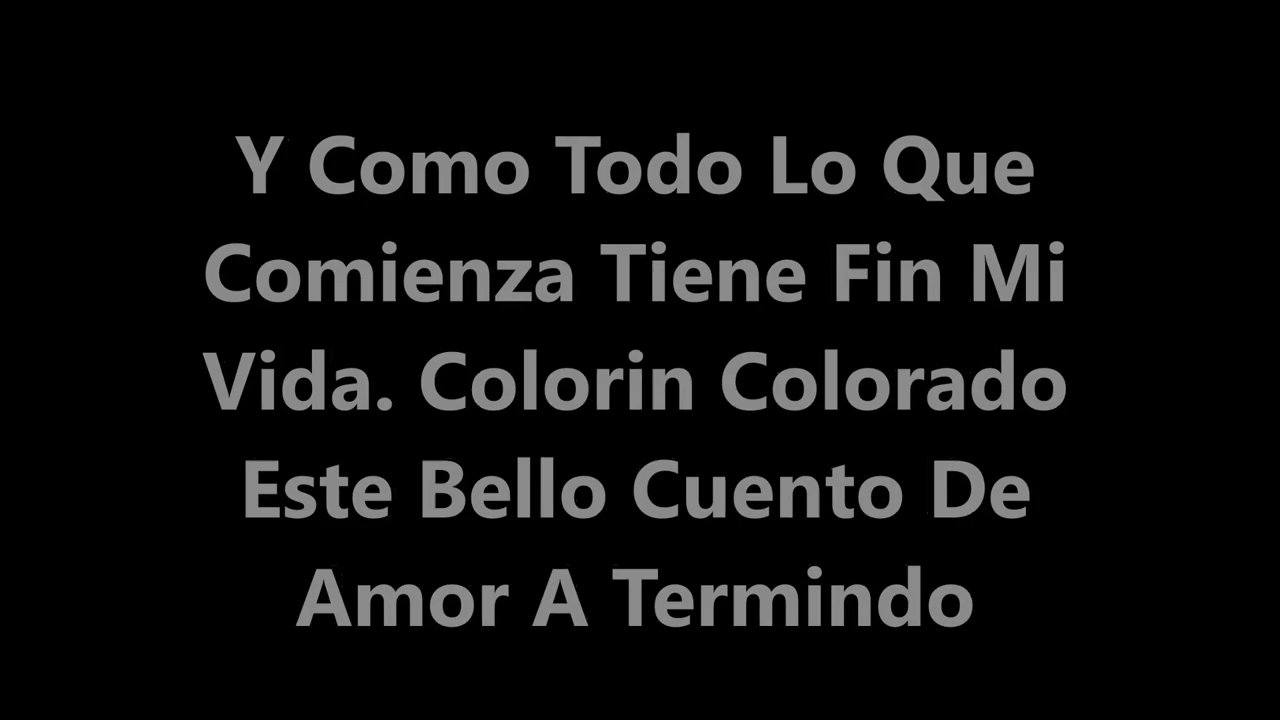 Y Como Todo Lo Que
Comienza Tiene Fin Mi
Vida. Colorin Colorado
Este Bello Cuento De
Amor A Termindo